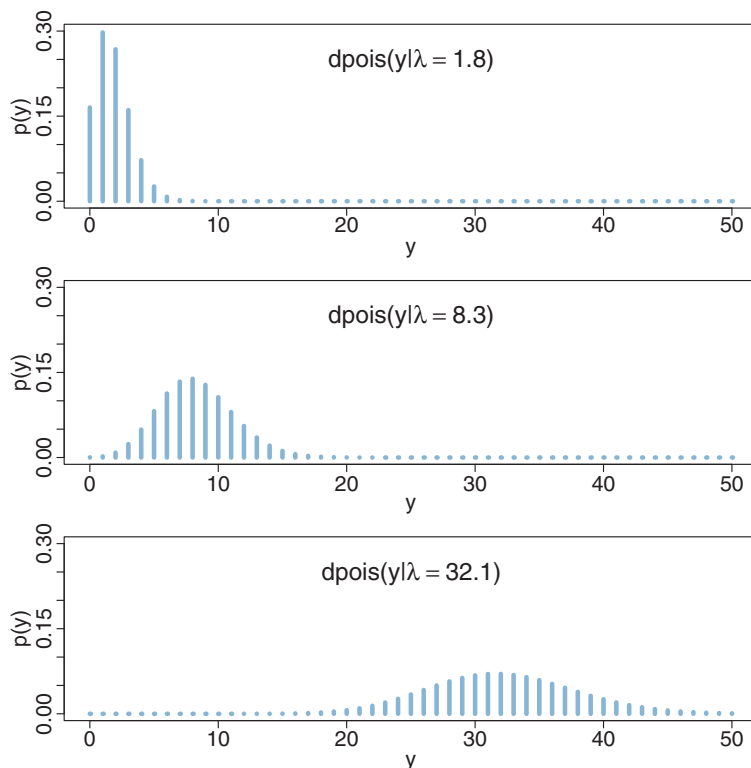 dpois(y|λ = 1.8)
p(y)
0.00 0.15 0.30
0 10 20 30 40 50
y
dpois(y|λ = 8.3)
p(y)
0.00 0.15 0.30
0 10 20 30 40 50
y
dpois(y|λ = 32.1)
p(y)
0.00 0.15 0.30
0 10 20 30 40 50
y